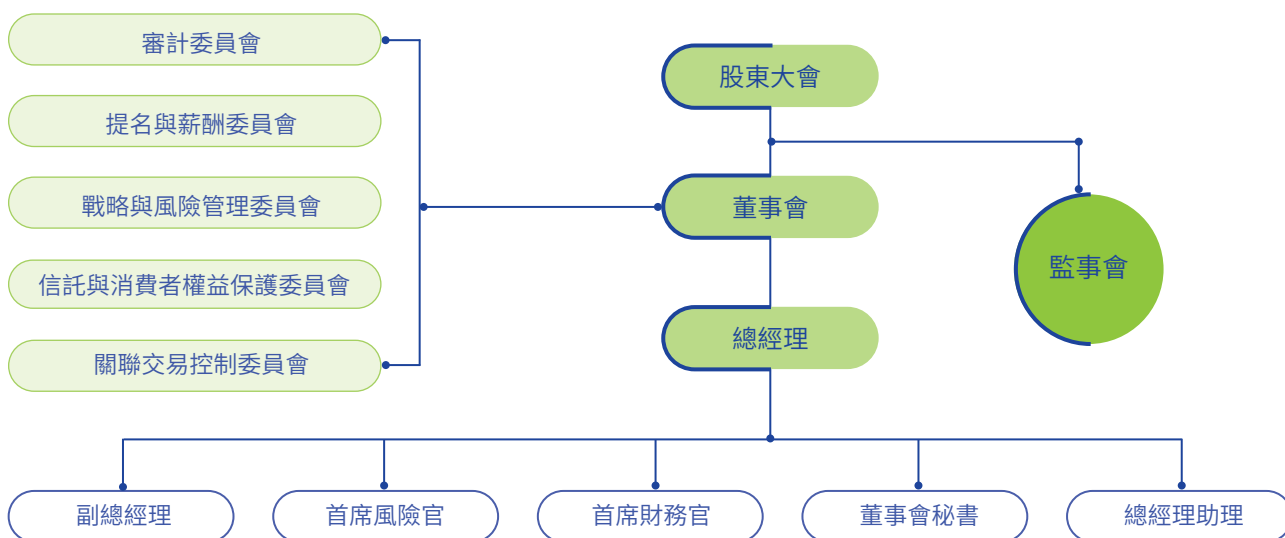 審計委員會
提名與薪酬委員會
戰略與風險管理委員會
信託與消費者權益保護委員會
關聯交易控制委員會
股東大會
董事會
監事會
總經理
副總經理
首席風險官
首席財務官
董事會秘書
總經理助理